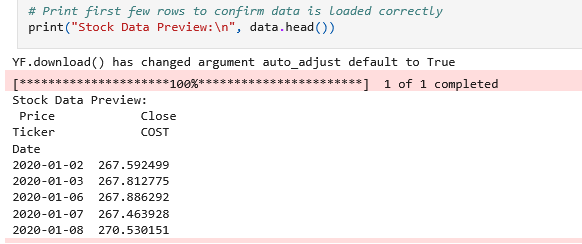 # Print first few rows to confirm data is loaded correctly
print("Stock Data Preview:\n", data.head())
YF.download() has changed argument auto_adjust default to True
[*********************100%***********************]  1 of 1 completed
Stock Data Preview:
 Price            Close
Ticker            COST
Date
2020-01-02  267.592499
2020-01-03  267.812775
2020-01-06  267.886292
2020-01-07  267.463928
2020-01-08  270.530151